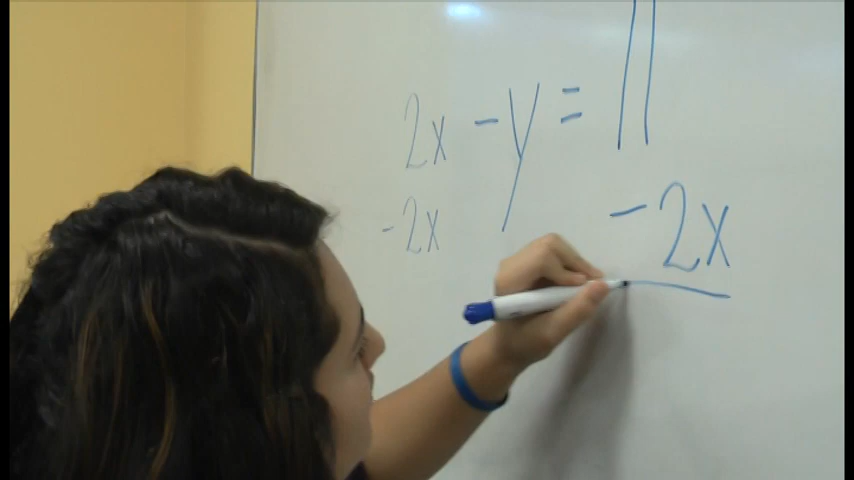 2x - y = 11
-2x - 2x